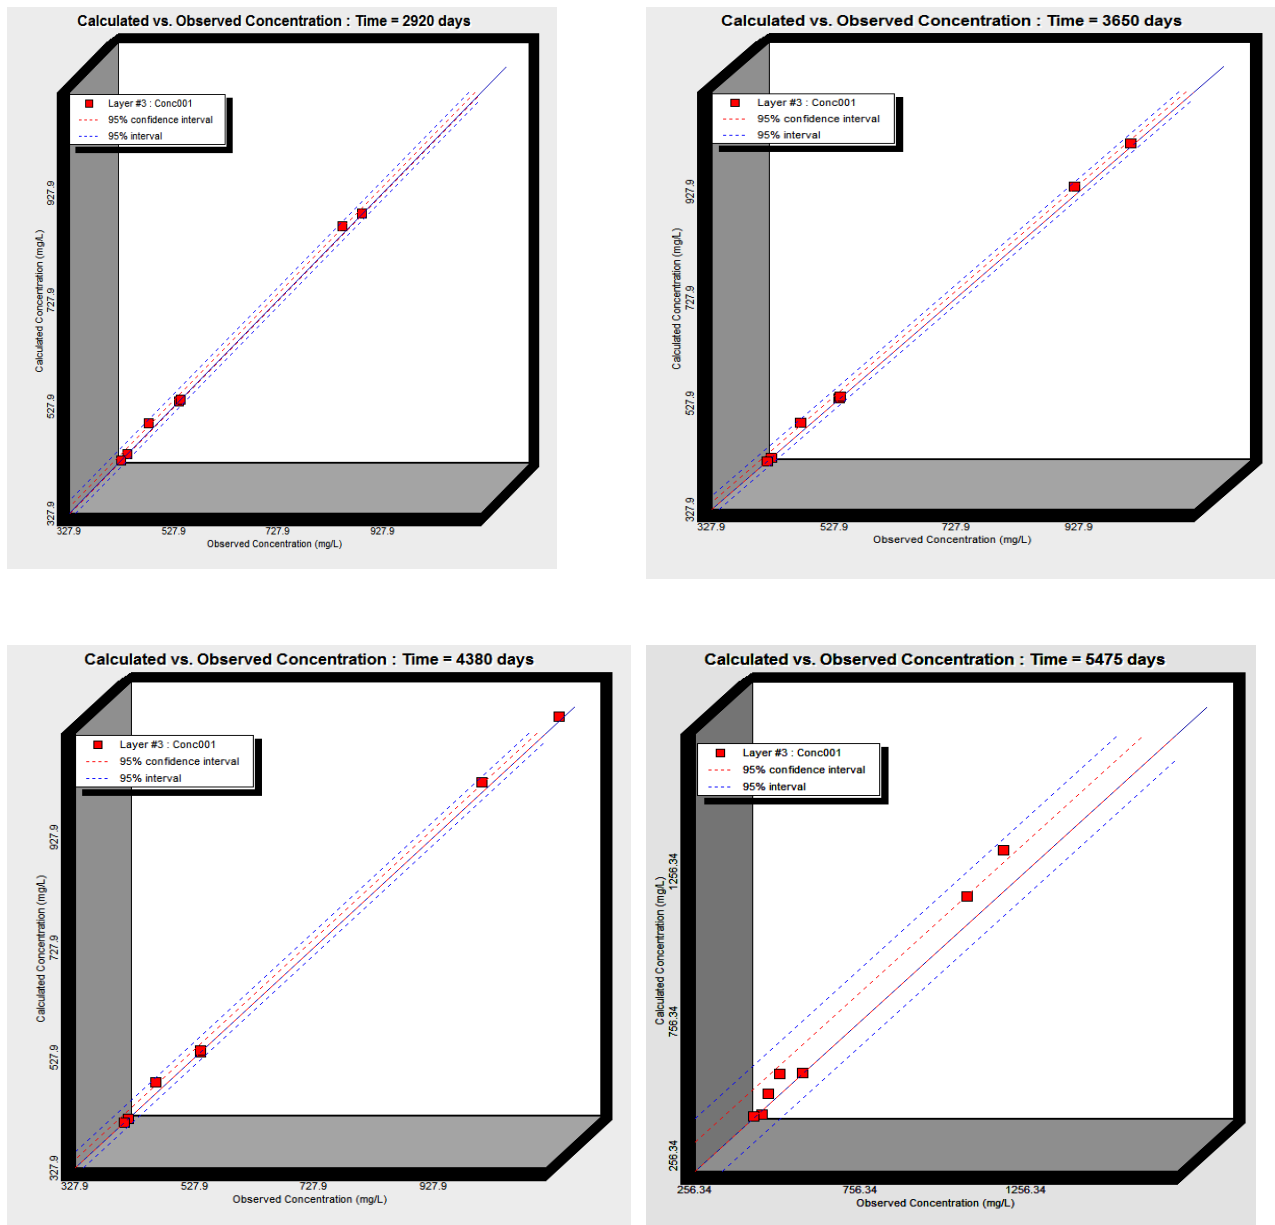 Calculated vs. Observed Concentration : Time = 2920 days
Layer #3 : Conc001
95% confidence interval
95% interval
Calculated Concentration (mg/L)
927.9
727.9
527.9
327.9
327.9 527.9 727.9 927.9
Observed Concentration (mg/L)
Calculated vs. Observed Concentration : Time = 3650 days
Layer #3 : Conc001
95% confidence interval
95% interval
Calculated Concentration (mg/L)
927.9
727.9
527.9
327.9
327.9 527.9 727.9 927.9
Observed Concentration (mg/L)
Calculated vs. Observed Concentration : Time = 4380 days
Layer #3 : Conc001
95% confidence interval
95% interval
Calculated Concentration (mg/L)
927.9
727.9
527.9
327.9
327.9 527.9 727.9 927.9
Observed Concentration (mg/L)
Calculated vs. Observed Concentration : Time = 5475 days
Layer #3 : Conc001
95% confidence interval
95% interval
Calculated Concentration (mg/L)
1256.34
756.34
256.34
256.34 756.34 1256.34
Observed Concentration (mg/L)